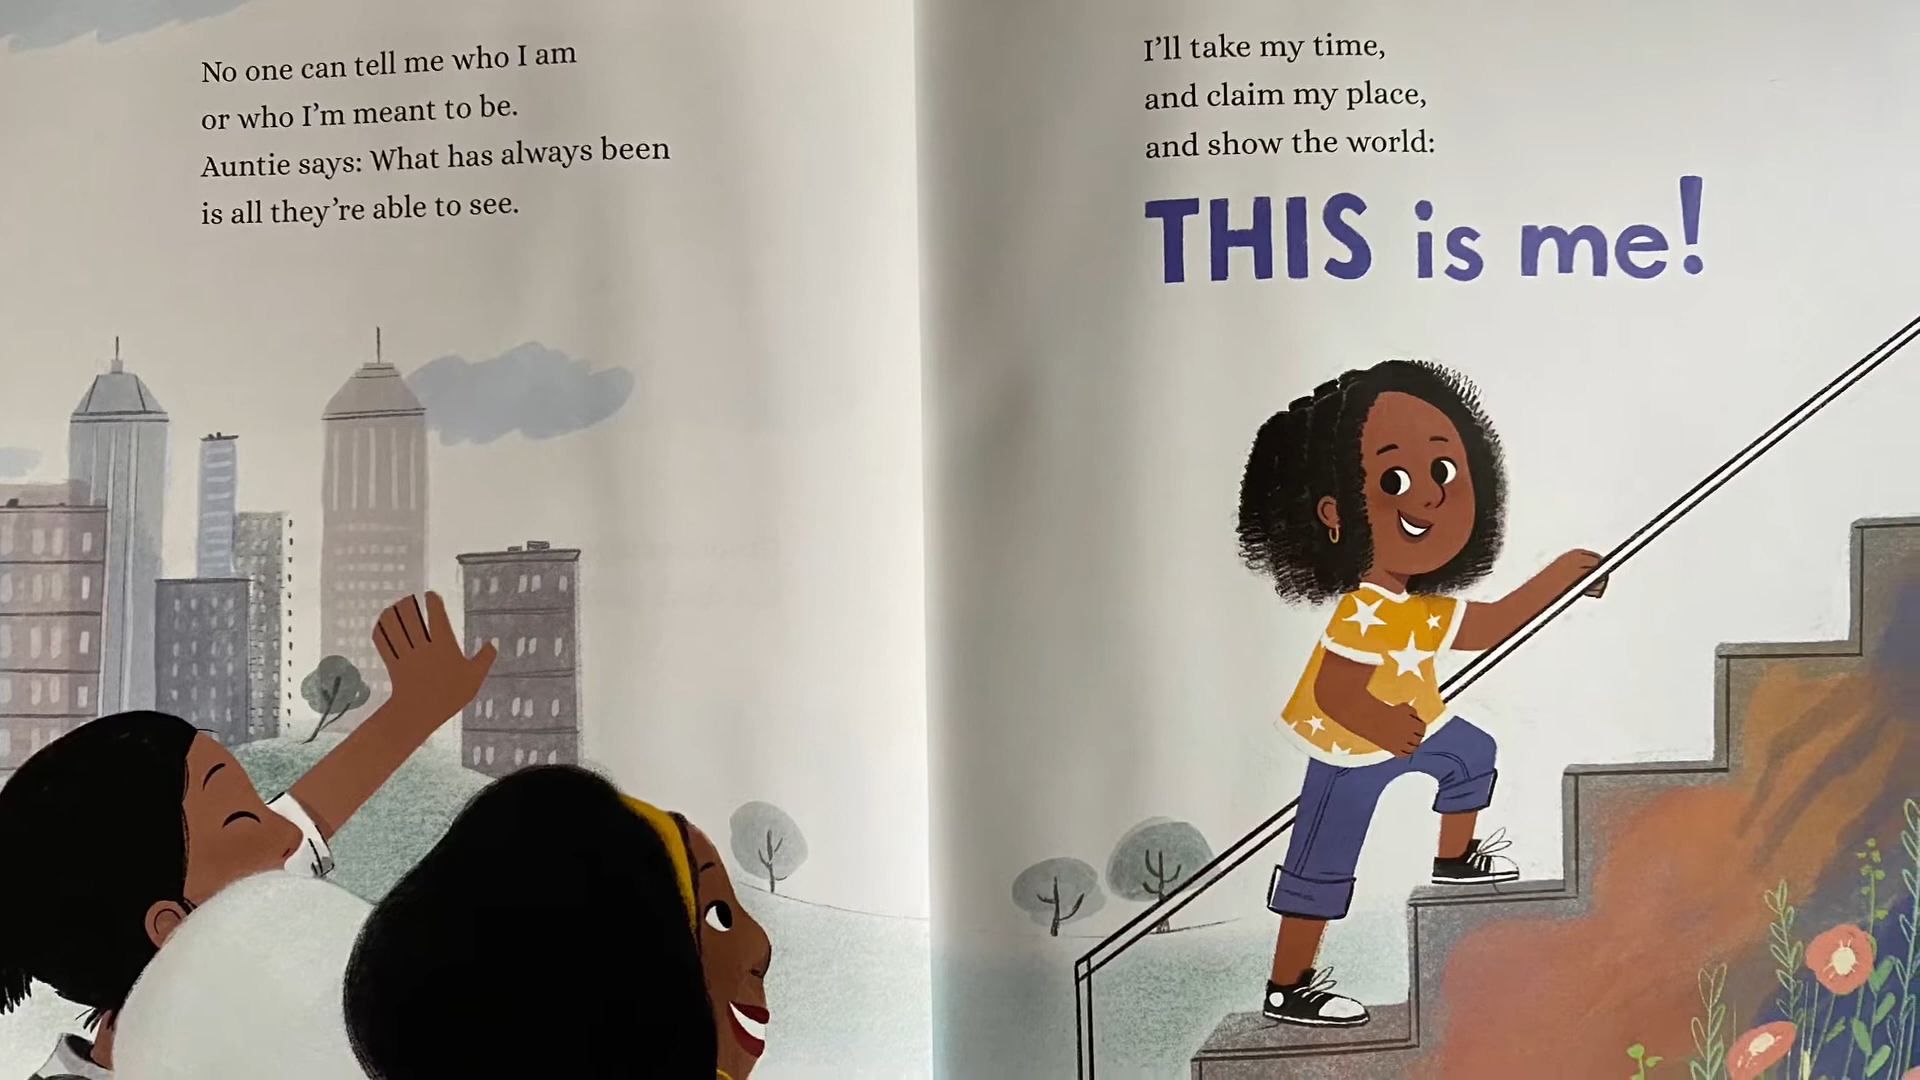 No one can tell me who I am
or who I'm meant to be.
Auntie says: What has always been
is all they're able to see.
I'll take my time,
and claim my place,
and show the world:
THIS is me!